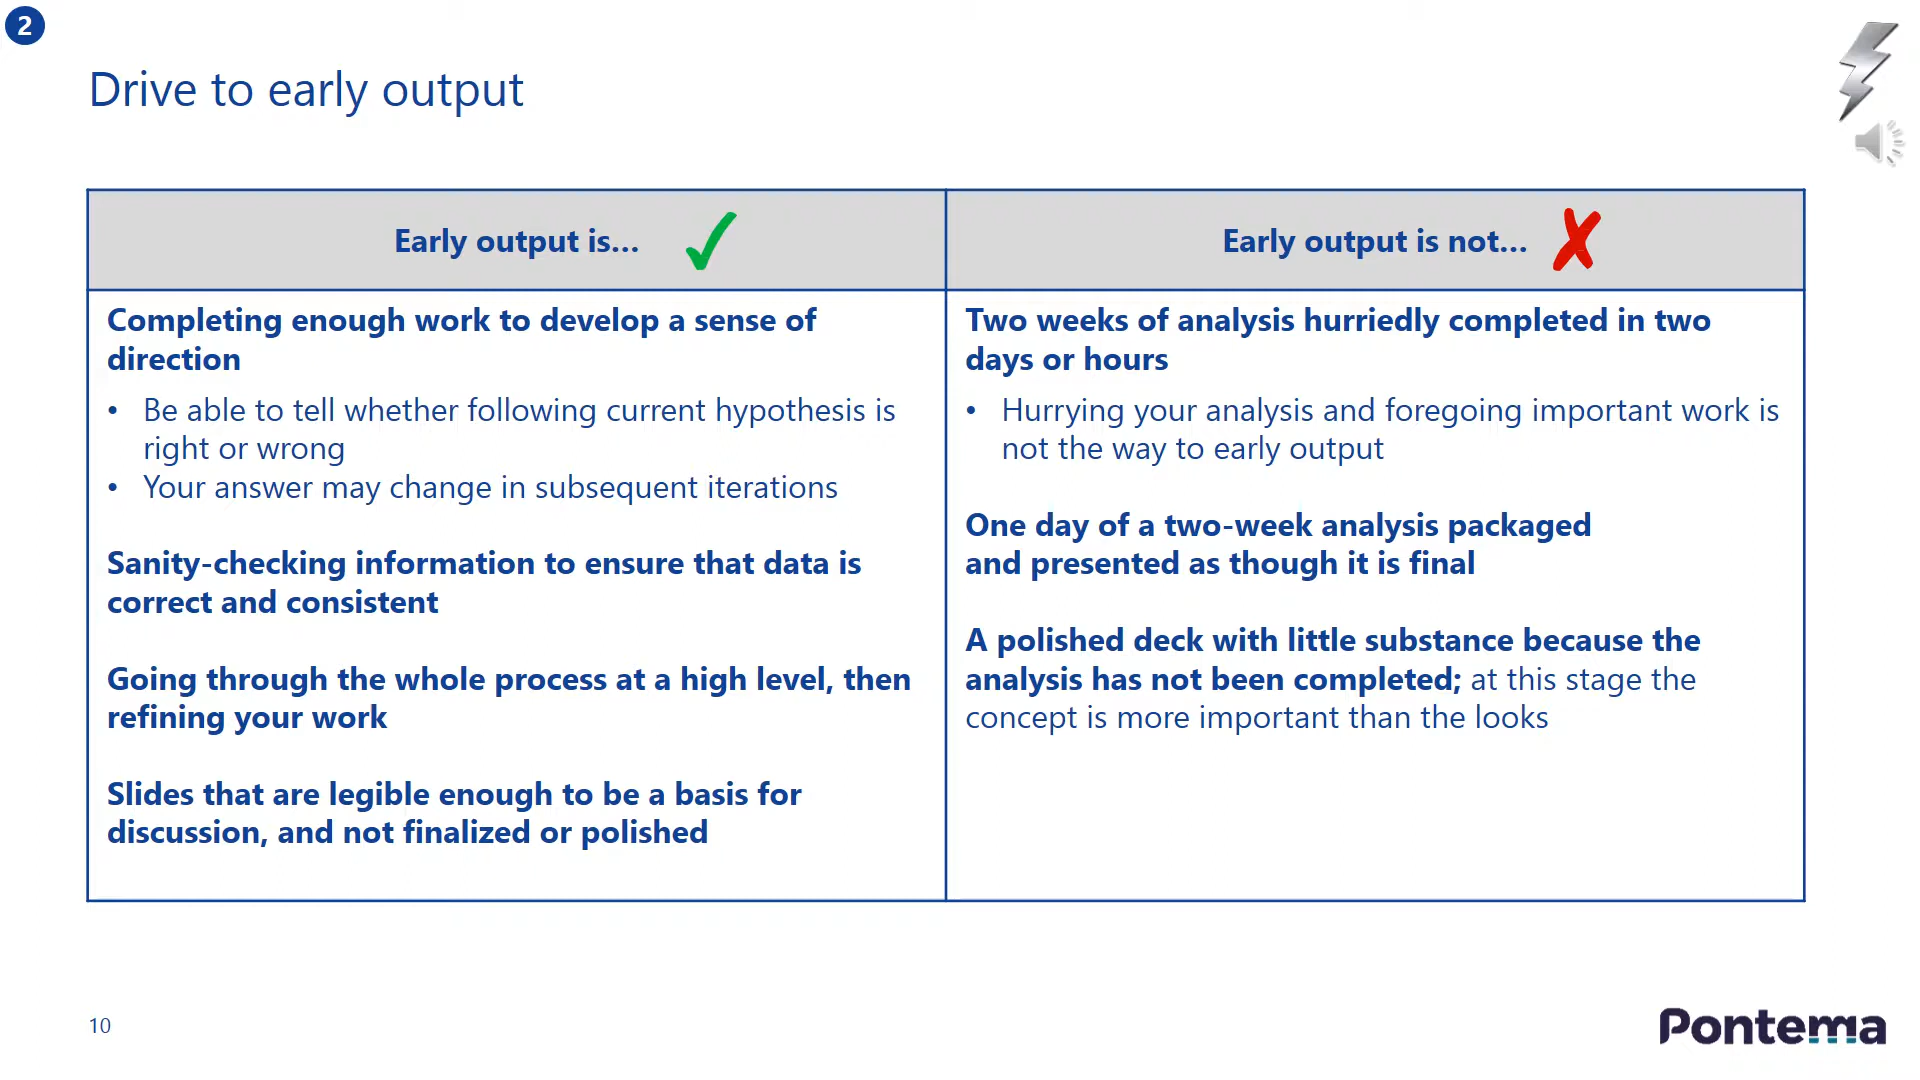 2
Drive to early output
Early output is...
Early output is not...
Completing enough work to develop a sense of
direction
• Be able to tell whether following current hypothesis is
right or wrong
• Your answer may change in subsequent iterations
Sanity-checking information to ensure that data is
correct and consistent
Going through the whole process at a high level, then
refining your work
Slides that are legible enough to be a basis for
discussion, and not finalized or polished
Two weeks of analysis hurriedly completed in two
days or hours
• Hurrying your analysis and foregoing important work is
not the way to early output
One day of a two-week analysis packaged
and presented as though it is final
A polished deck with little substance because the
analysis has not been completed; at this stage the
concept is more important than the looks
10
Pontema